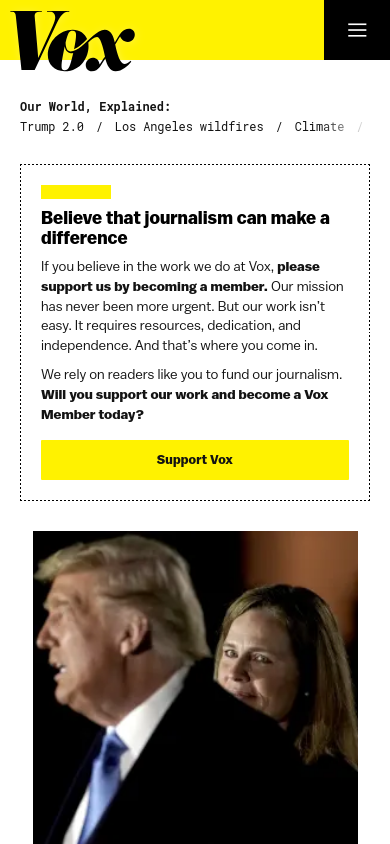 Vox
Our World, Explained:
Trump 2.0 / Los Angeles wildfires / Climate /
Believe that journalism can make a
difference
If you believe in the work we do at Vox, please
support us by becoming a member. Our mission
has never been more urgent. But our work isn't
easy. It requires resources, dedication, and
independence. And that's where you come in.
We rely on readers like you to fund our journalism.
Will you support our work and become a Vox
Member today?
Support Vox